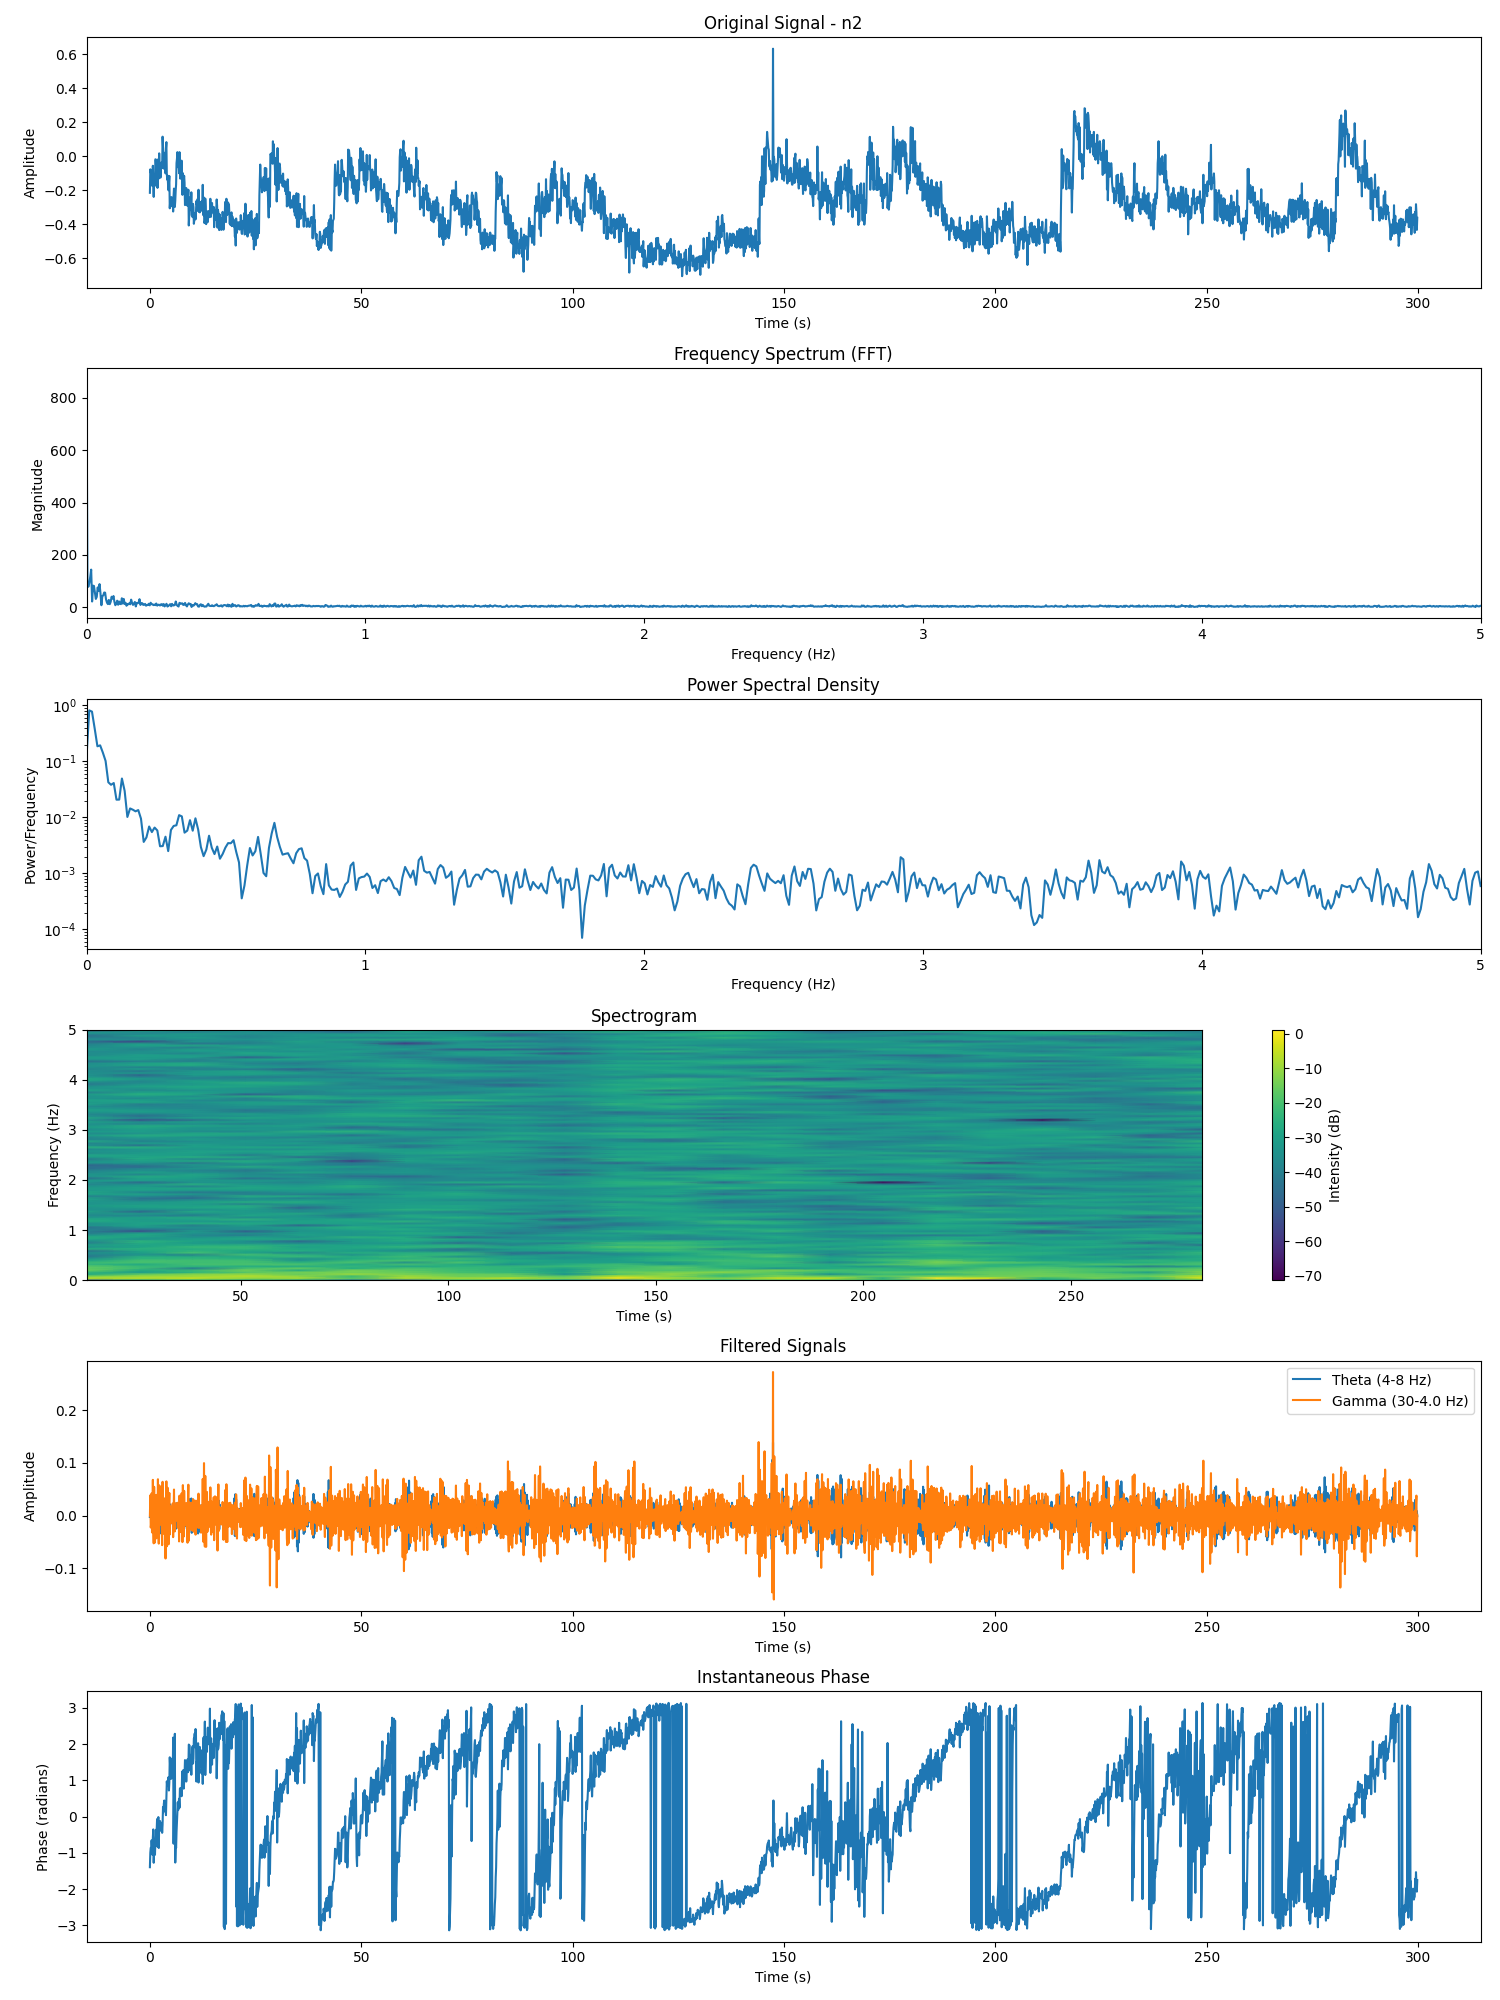 Original Signal - n2
0.6
0.4
0.2
0.0
−0.2
−0.4
−0.6
Amplitude
0 50 100 150 200 250 300
Time (s)
Frequency Spectrum (FFT)
800
600
400
200
0
Magnitude
0 1 2 3 4 5
Frequency (Hz)
Power Spectral Density
10^0
10^−1
10^−2
10^−3
10^−4
Power/Frequency
0 1 2 3 4 5
Frequency (Hz)
Spectrogram
5
4
3
2
1
0
Frequency (Hz)
50 100 150 200 250
Time (s)
0
−10
−20
−30
−40
−50
−60
−70
Intensity (dB)
Filtered Signals
Theta (4-8 Hz)
Gamma (30-4.0 Hz)
0.2
0.1
0.0
−0.1
Amplitude
0 50 100 150 200 250 300
Time (s)
Instantaneous Phase
3
2
1
0
−1
−2
−3
Phase (radians)
0 50 100 150 200 250 300
Time (s)